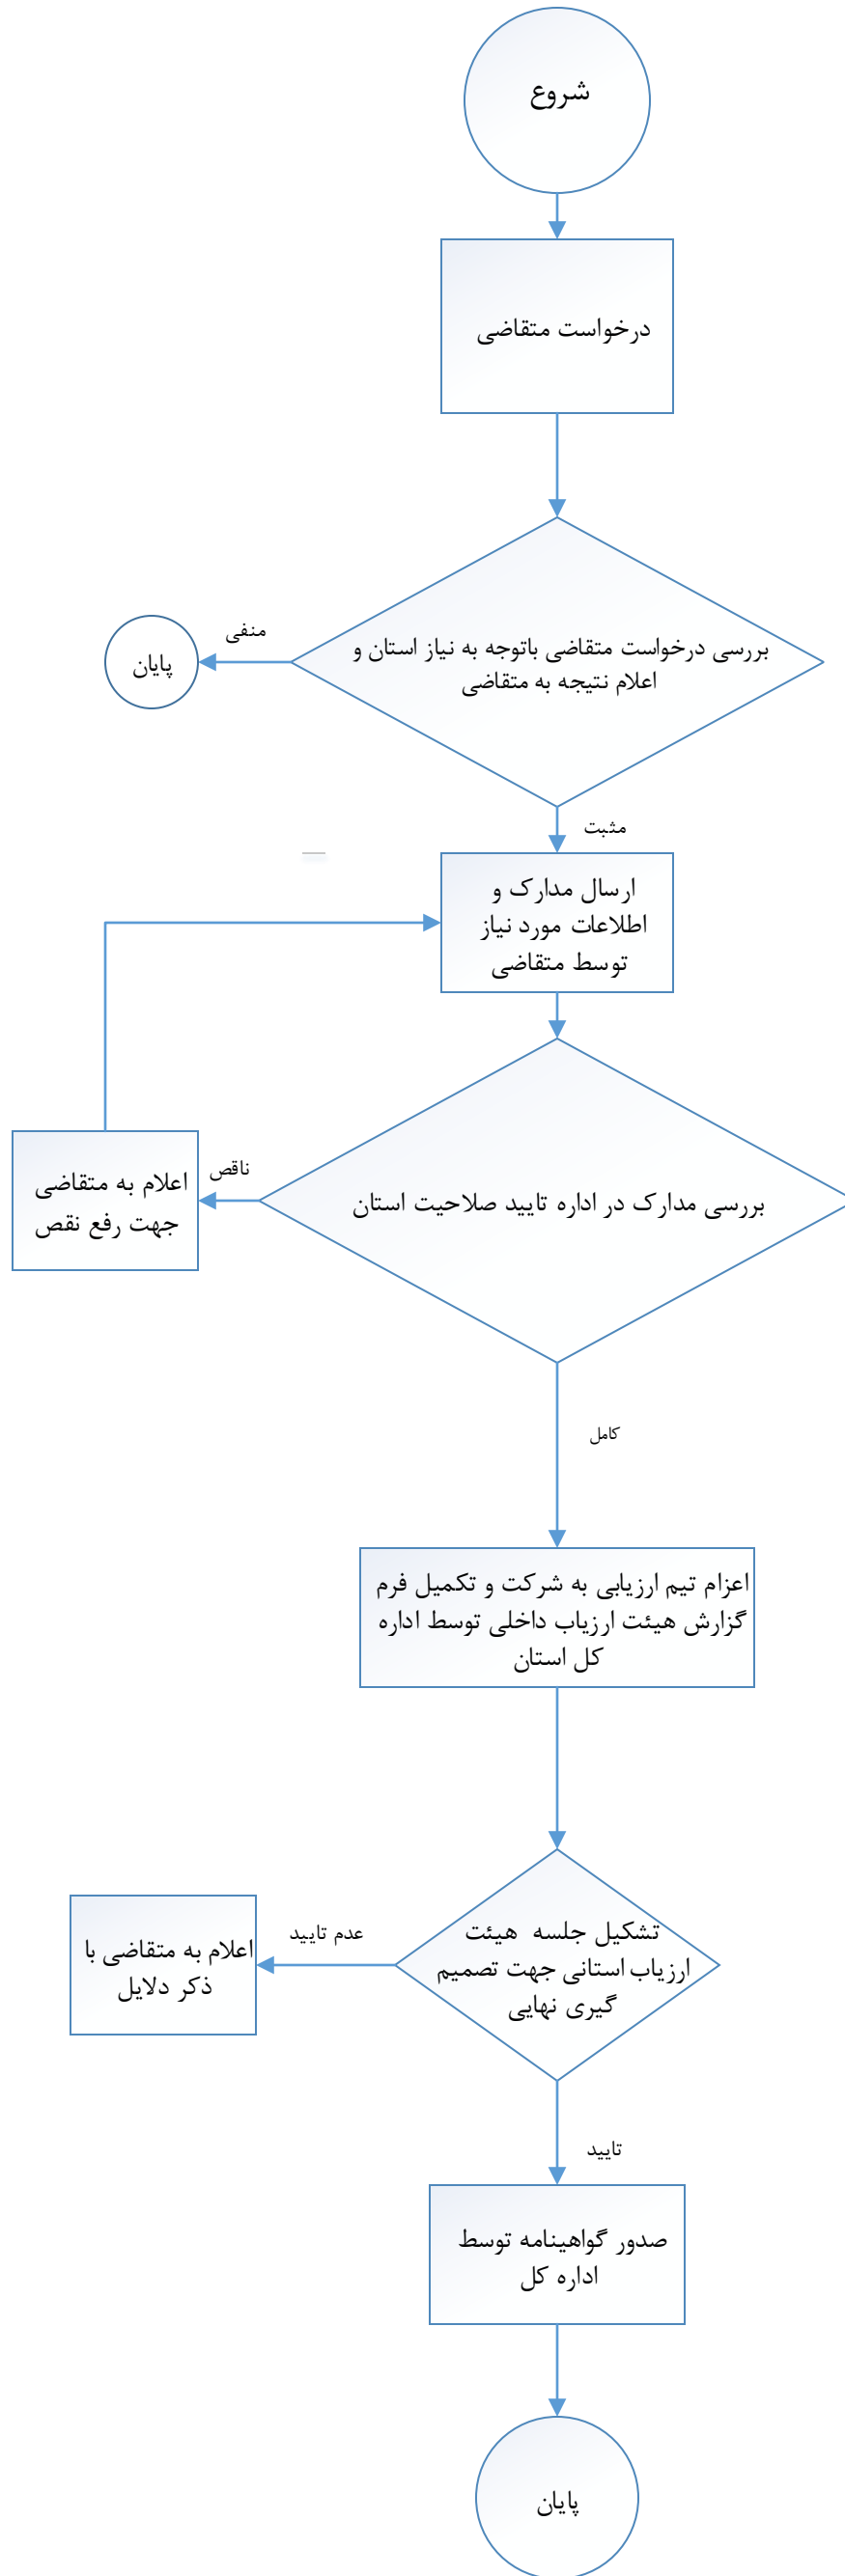 شروع
درخواست متقاضی
بررسی درخواست متقاضی باتوجه به نیاز استان و
اعلام نتیجه به متقاضی
منفی
پایان
مثبت
ارسال مدارک و
اطلاعات مورد نیاز
توسط متقاضی
بررسی مدارک در اداره تایید صلاحیت استان
ناقص
اعلام به متقاضی
جهت رفع نقص
کامل
اعزام تیم ارزیابی به شرکت و تکمیل فرم
گزارش هیئت ارزیاب داخلی توسط اداره
کل استان
تشکیل جلسه هیئت
ارزیاب استانی جهت تصمیم
گیری نهایی
عدم تایید
اعلام به متقاضی با
ذکر دلایل
تایید
صدور گواهینامه توسط
اداره کل
پایان